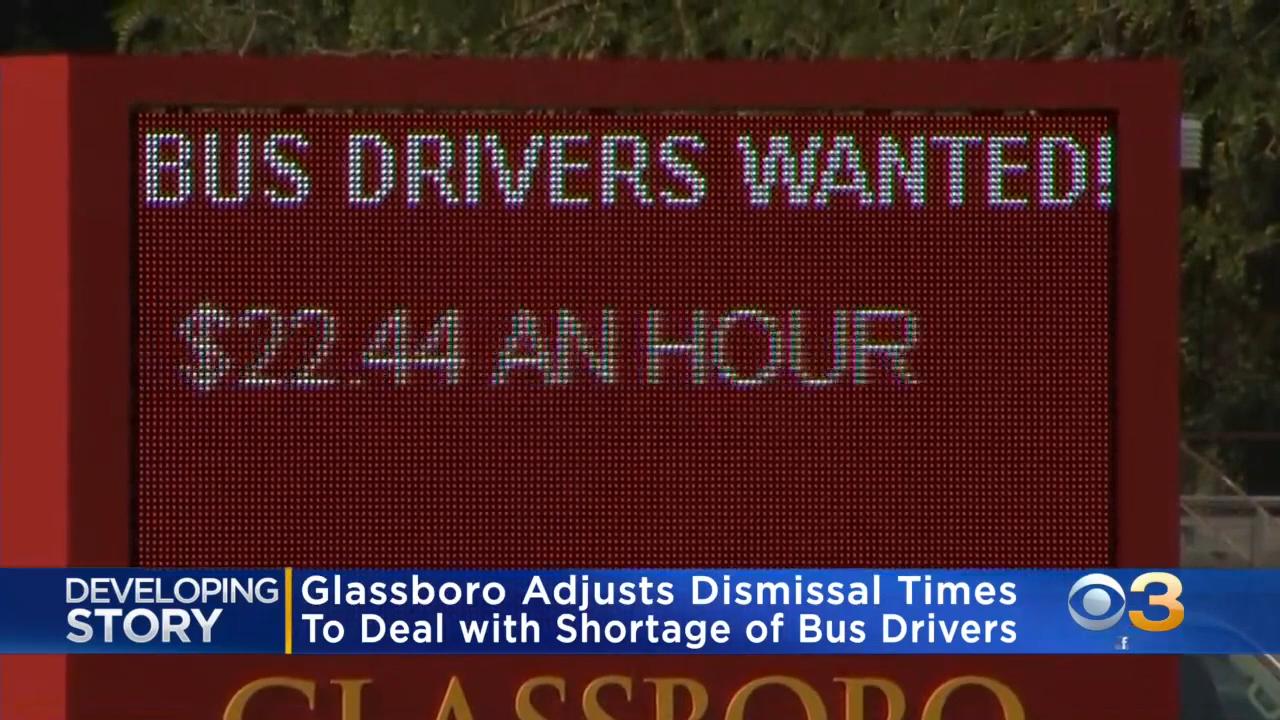 BUS DRIVERS WANTED!
$22.44 AN HOUR
DEVELOPING STORY
Glassboro Adjusts Dismissal Times
To Deal with Shortage of Bus Drivers
3
f
GLASSBORO